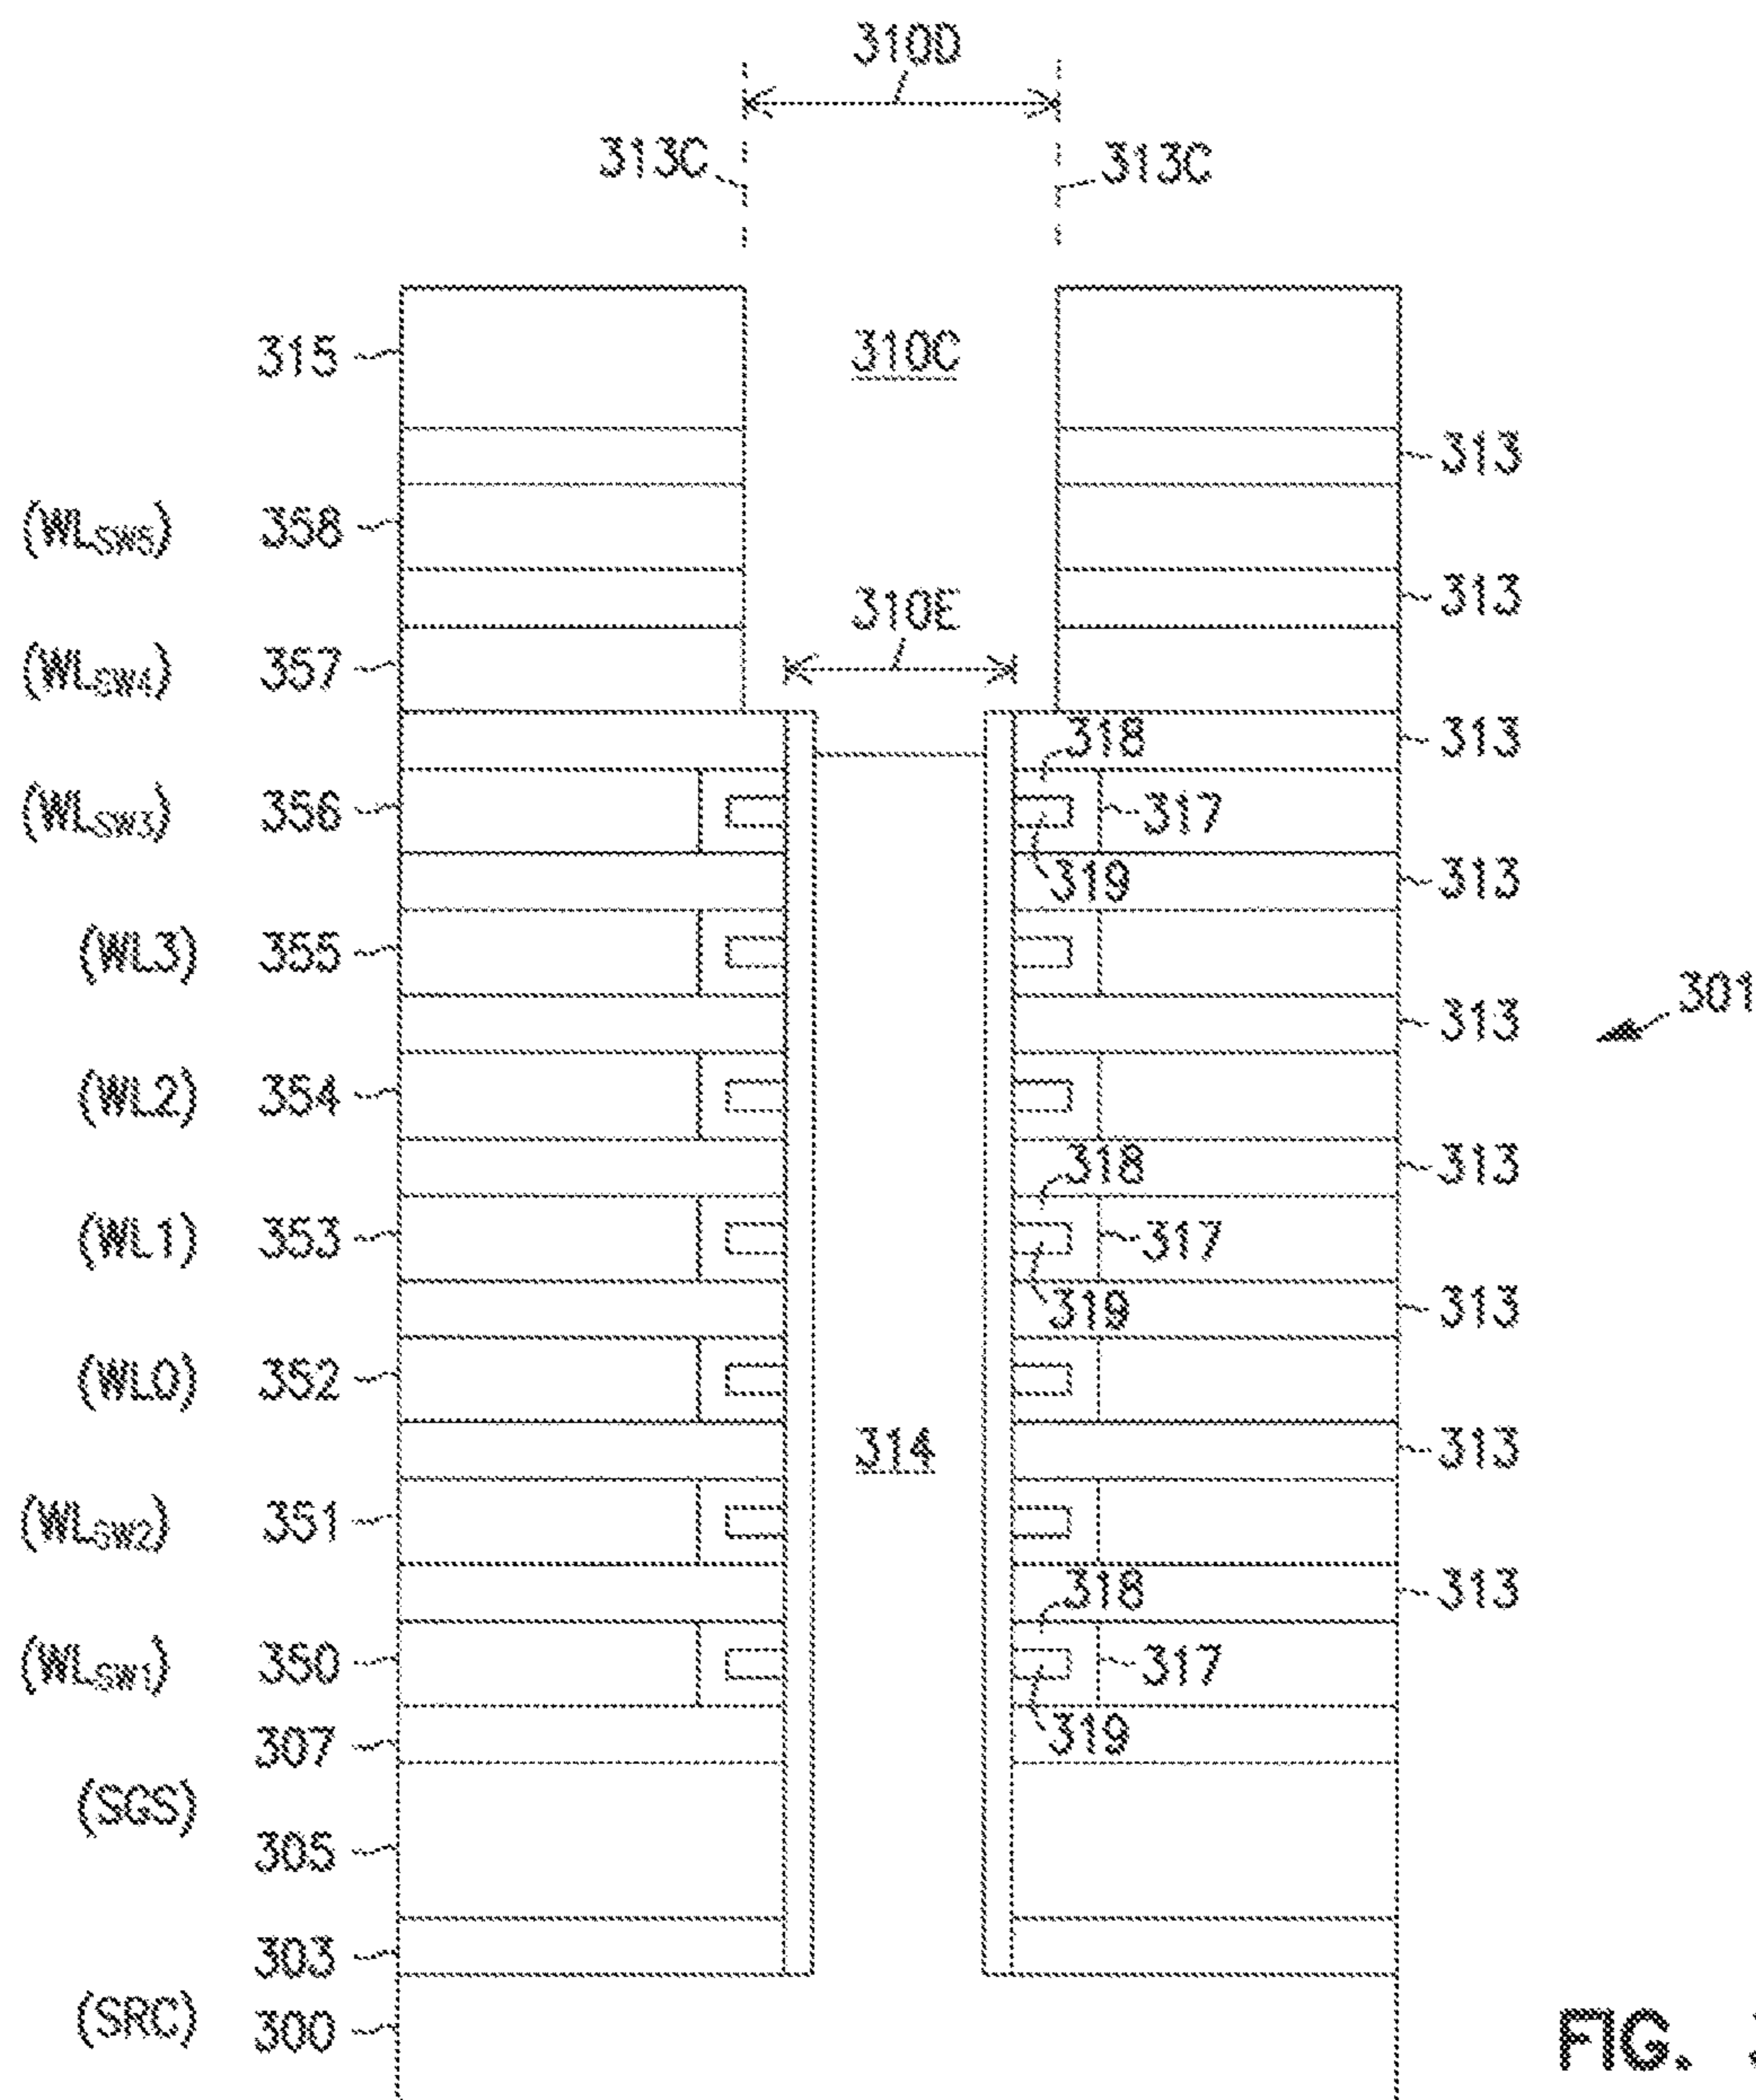 310D
313C 313C
315 310C
313
(WLSW5) 358
313
310E
(WLSW4) 357
318 313
(WLSW3) 356 317
319 313
(WL3) 355
313 301
(WL2) 354
318 313
(WL1) 353 317
319 313
(WL0) 352
314 313
(WLSW2) 351
318 313
(WLSW1) 350 317
307 319
(SGS)
305
303
(SRC) 300
FIG.